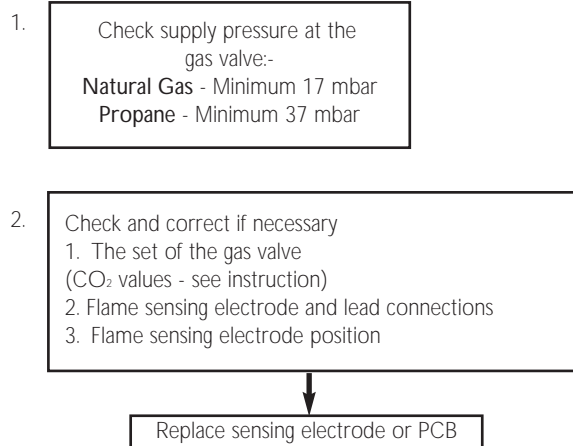 1.
Check supply pressure at the
gas valve:-
Natural Gas - Minimum 17 mbar
Propane - Minimum 37 mbar
2.
Check and correct if necessary
1. The set of the gas valve
(CO₂ values - see instruction)
2. Flame sensing electrode and lead connections
3. Flame sensing electrode position
Replace sensing electrode or PCB